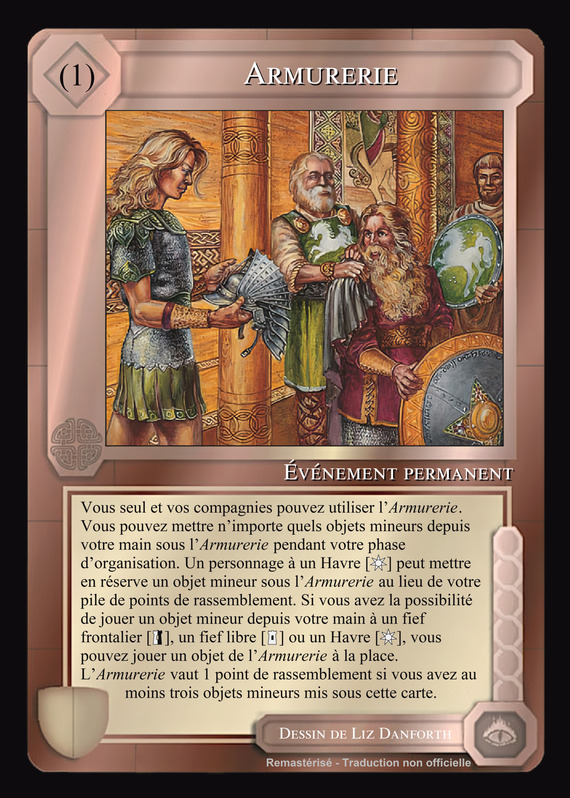 (1)
ARMURERIE
ÉVÉNEMENT PERMANENT
Vous seul et vos compagnies pouvez utiliser l’Armurerie.
Vous pouvez mettre n’importe quels objets mineurs depuis
votre main sous l’Armurerie pendant votre phase
d’organisation. Un personnage à un Havre [ ] peut mettre
en réserve un objet mineur sous l’Armurerie au lieu de votre
pile de points de rassemblement. Si vous avez la possibilité
de jouer un objet mineur depuis votre main à un fief
frontalier [ ], un fief libre [ ] ou un Havre [ ], vous
pouvez jouer un objet de l’Armurerie à la place.
L’Armurerie vaut 1 point de rassemblement si vous avez au
moins trois objets mineurs mis sous cette carte.
DESSIN DE LIZ DANFORTH
Remastérisé - Traduction non officielle